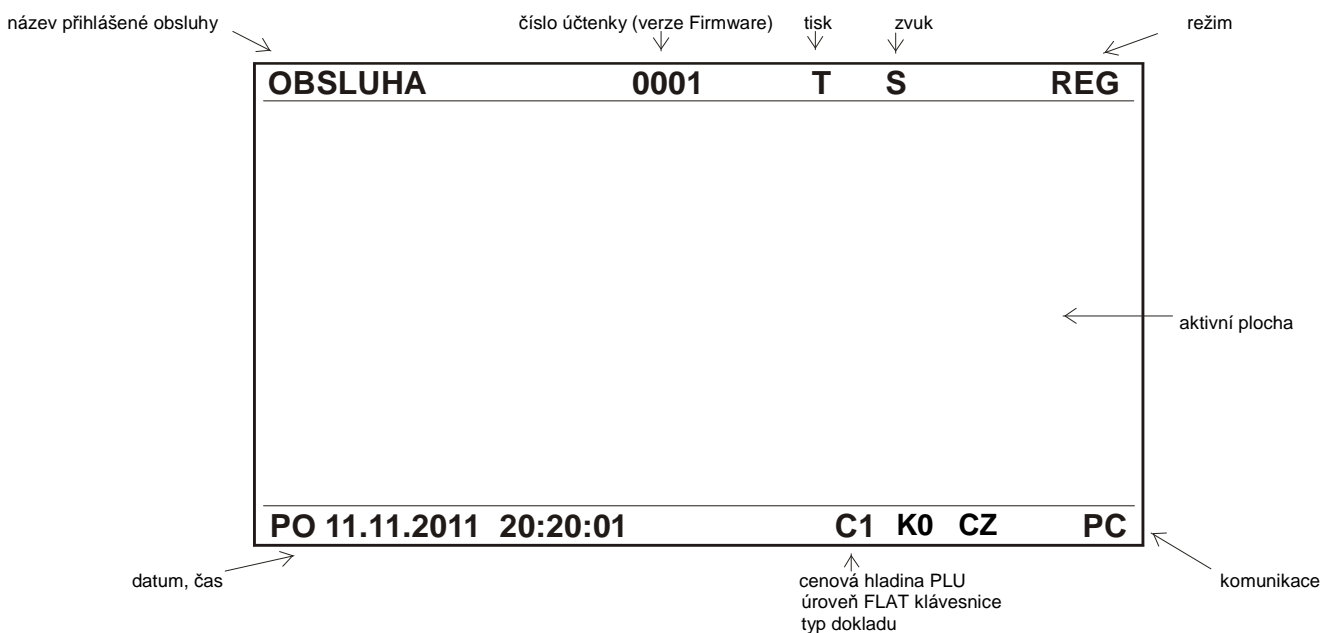 název přihlášené obsluhy
číslo účtenky (verze Firmware)
tisk
zvuk
režim
OBSLUHA 0001 T S REG
aktivní plocha
PO 11.11.2011 20:20:01 C1 K0 CZ PC
datum, čas
cenová hladina PLU
úroveň FLAT klávesnice
typ dokladu
komunikace